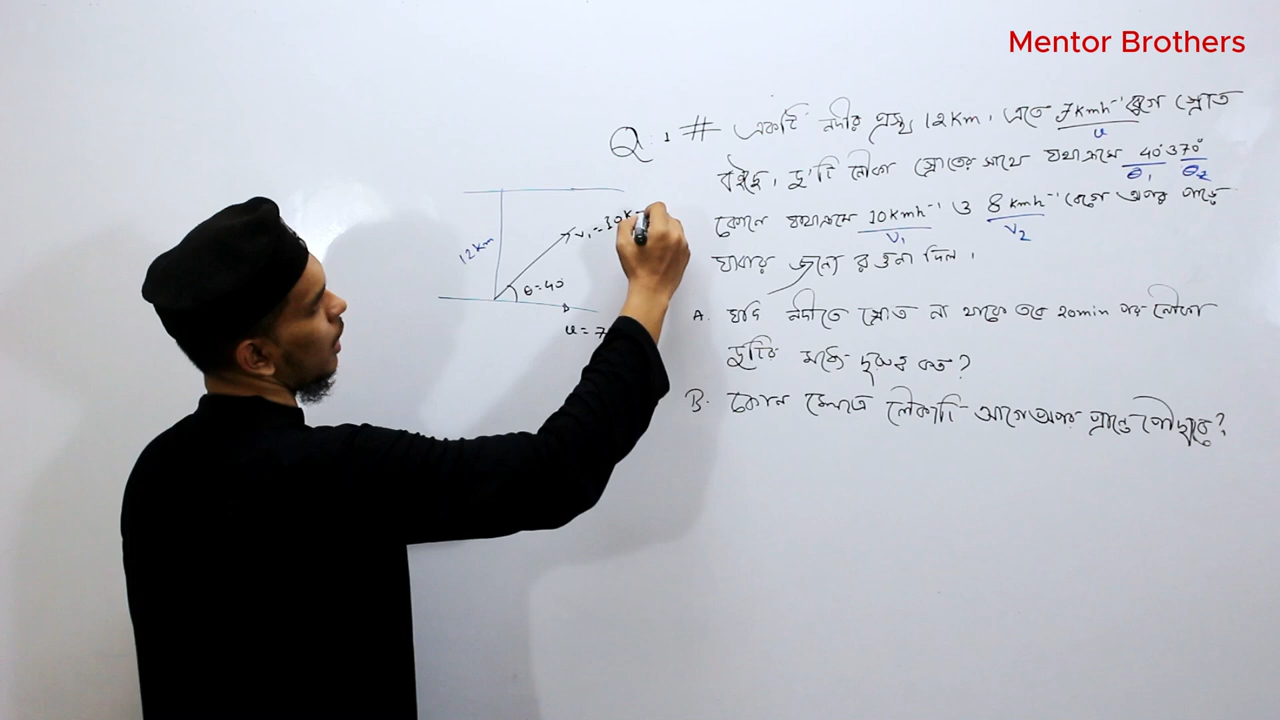 Mentor Brothers
Q: 1 # একটি নদীর প্রস্থ 12Km, এতে 7kmh⁻¹ বেগে স্রোত
u
বইছে, দু'টি নৌকা স্রোতের সাথে যথাক্রমে 40° ও 70°
θ₁ θ₂
কোনে যথাক্রমে 10kmh⁻¹ ও 8kmh⁻¹ বেগে অপর পাড়ে
v₁ v₂
যাবার জন্যে রওনা দিল,
A. যদি নদীতে স্রোত না থাকে তবে 20min পর নৌকা
দুটির মধ্যে দূরত্ব কত?
B. কোন ক্ষেত্রে নৌকাটি আগে অপর প্রান্তে পৌছাবে?
12km
v₁ = 10k
θ=40°
u = 7